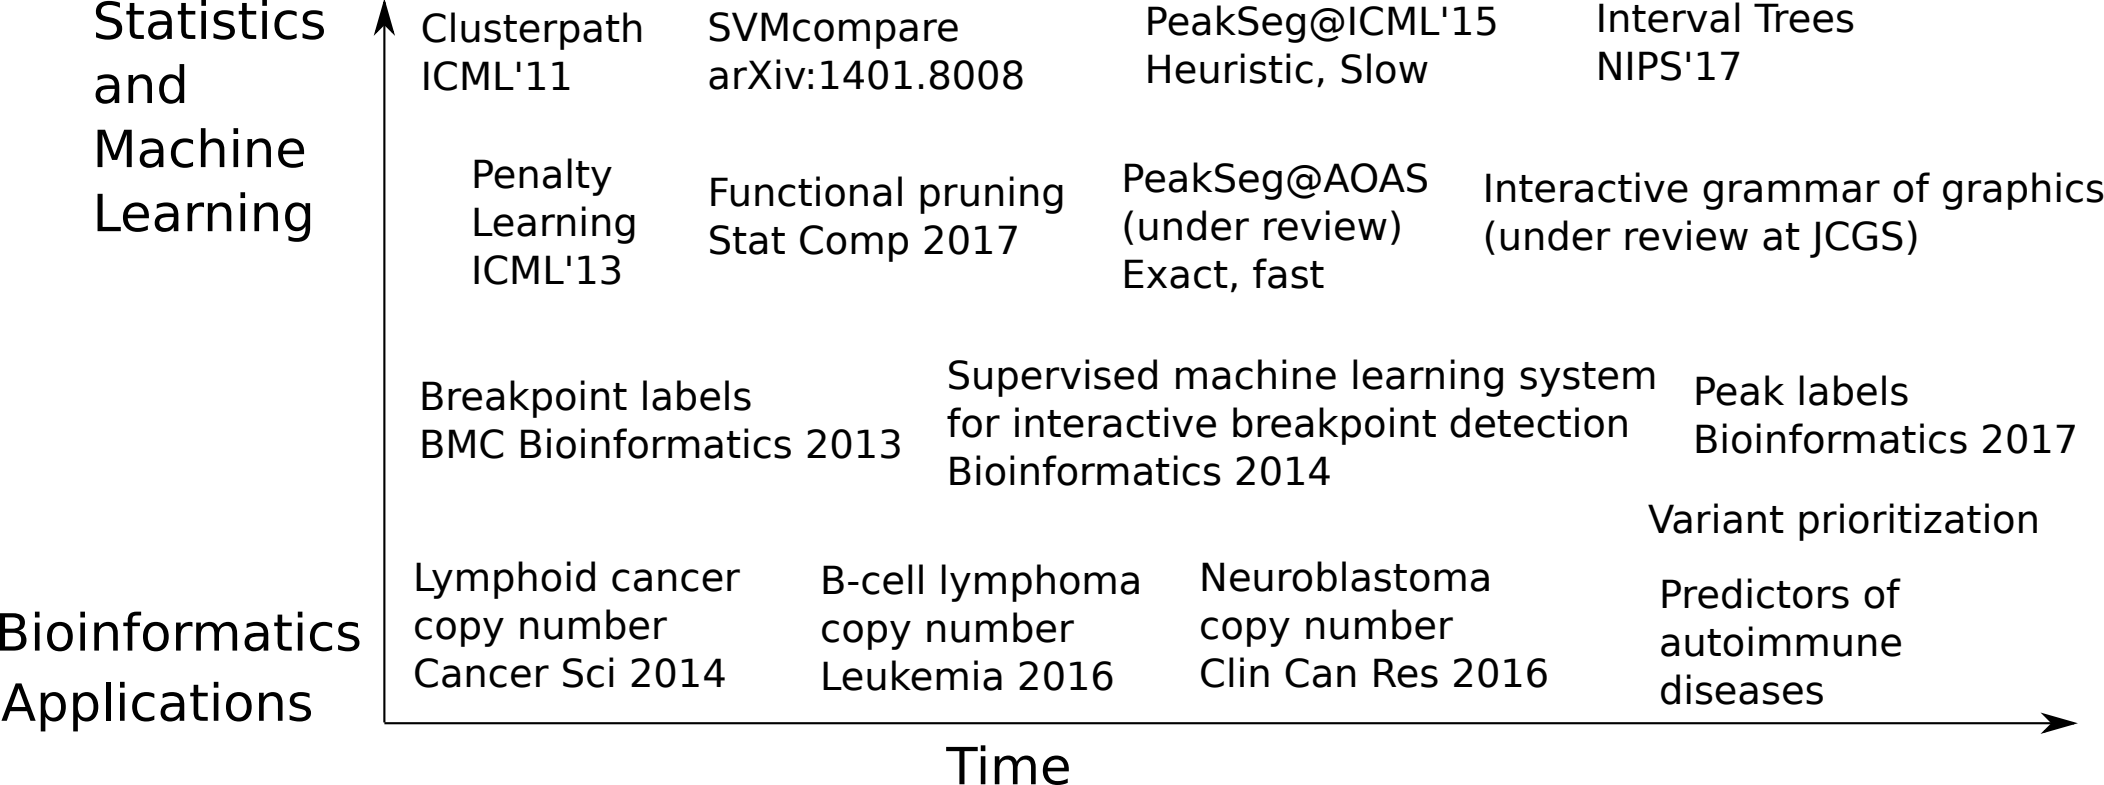 Statistics
and
Machine
Learning
Clusterpath
ICML'11
SVMcompare
arXiv:1401.8008
PeakSeg@ICML'15
Heuristic, Slow
Interval Trees
NIPS'17
Penalty
Learning
ICML'13
Functional pruning
Stat Comp 2017
PeakSeg@AOAS
(under review)
Exact, fast
Interactive grammar of graphics
(under review at JCGS)
Breakpoint labels
BMC Bioinformatics 2013
Supervised machine learning system
for interactive breakpoint detection
Bioinformatics 2014
Peak labels
Bioinformatics 2017
Variant prioritization
Bioinformatics
Applications
Lymphoid cancer
copy number
Cancer Sci 2014
B-cell lymphoma
copy number
Leukemia 2016
Neuroblastoma
copy number
Clin Can Res 2016
Predictors of
autoimmune
diseases
Time